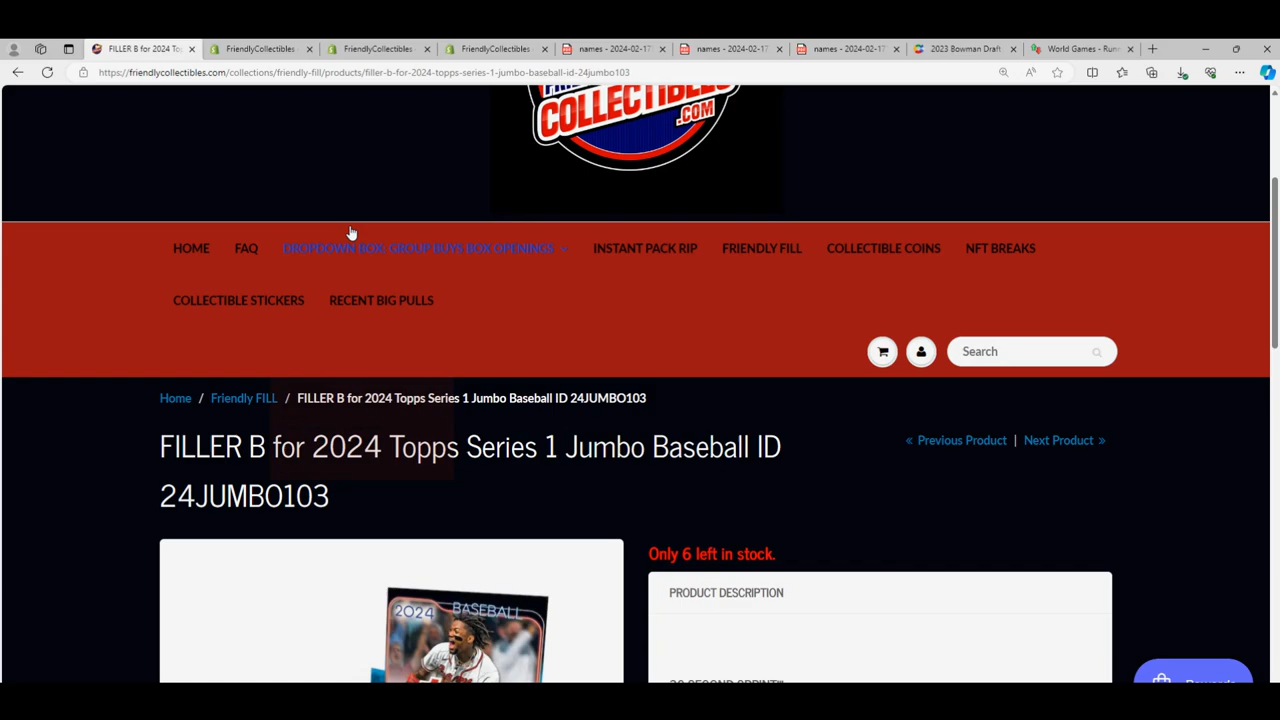 FILLER B for 2024 Topps
FriendlyCollectibles
FriendlyCollectibles
FriendlyCollectibles
names - 2024-02-17
names - 2024-02-17
names - 2024-02-17
2023 Bowman Draft
World Games - Runn
https://friendlycollectibles.com/collections/friendly-fill/products/filler-b-for-2024-topps-series-1-jumbo-baseball-id-24jumbo103
COLLECTIBLES
.COM
HOME FAQ DROPDOWN BOX: GROUP BUYS BOX OPENINGS INSTANT PACK RIP FRIENDLY FILL COLLECTIBLE COINS NFT BREAKS
COLLECTIBLE STICKERS RECENT BIG PULLS
Search
Home / Friendly FILL / FILLER B for 2024 Topps Series 1 Jumbo Baseball ID 24JUMBO103
FILLER B for 2024 Topps Series 1 Jumbo Baseball ID
24JUMBO103
« Previous Product | Next Product »
Only 6 left in stock.
PRODUCT DESCRIPTION
2024 BASEBALL